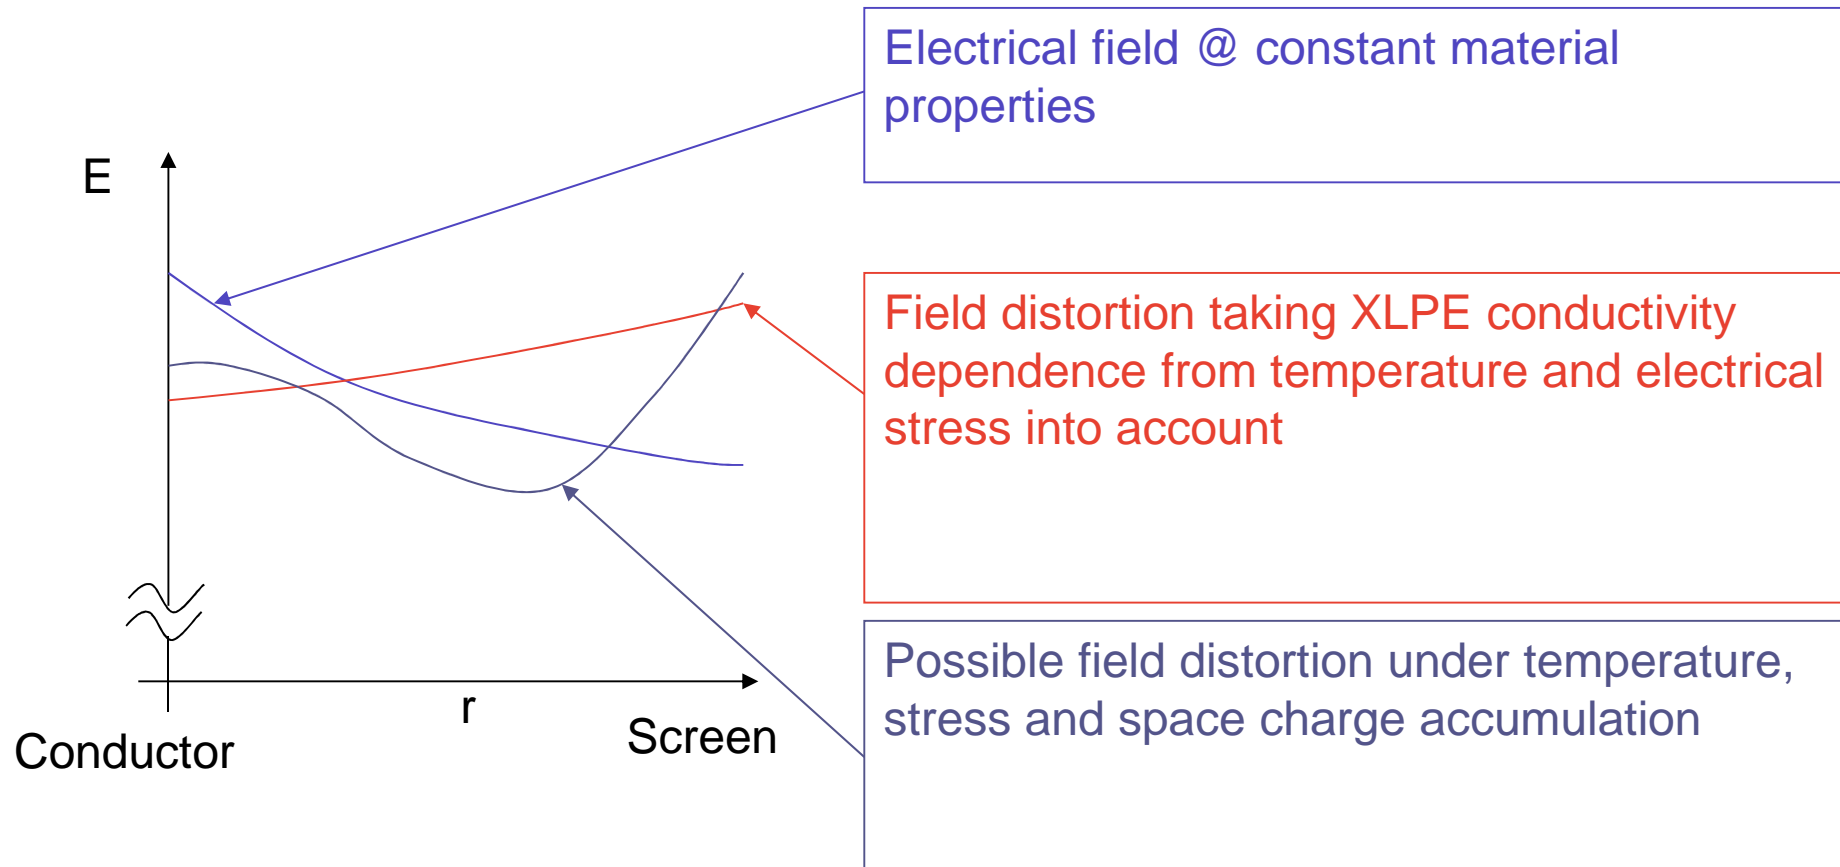 Electrical field @ constant material
properties
E
Field distortion taking XLPE conductivity
dependence from temperature and electrical
stress into account
Possible field distortion under temperature,
stress and space charge accumulation
r
Screen
Conductor